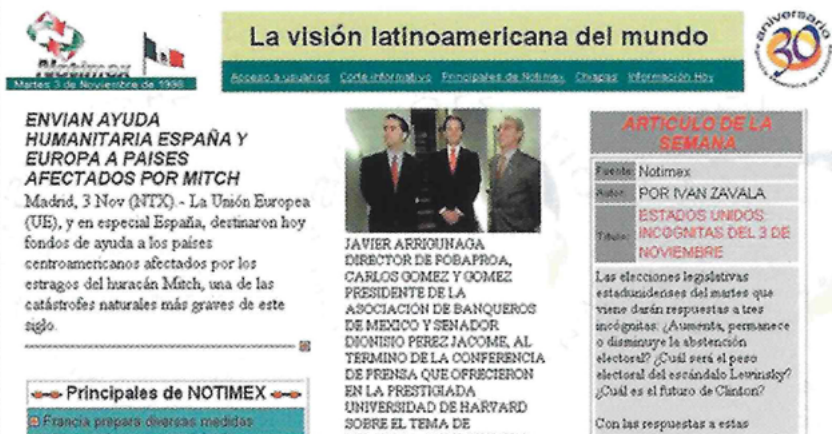 La visión latinoamericana del mundo
Notimex
Martes 3 de Noviembre de 1998
Acceso a usuarios Corte informativo Principales de Notimex Chiapas Información Hoy
aniversario
30
ENVIAN AYUDA
HUMANITARIA ESPAÑA Y
EUROPA A PAISES
AFECTADOS POR MITCH
Madrid, 3 Nov (NTX).- La Unión Europea
(UE), y en especial España, destinaron hoy
fondos de ayuda a los países
centroamericanos afectados por los
estragos del huracán Mitch, una de las
catástrofes naturales más graves de este
siglo.
Principales de NOTIMEX
Francia prepara diversas medidas
JAVIER ARRIGUNAGA
DIRECTOR DE FOBAPROA,
CARLOS GOMEZ Y GOMEZ
PRESIDENTE DE LA
ASOCIACION DE BANQUEROS
DE MEXICO Y SENADOR
DIONISIO PEREZ JACOME, AL
TERMINO DE LA CONFERENCIA
DE PRENSA QUE OFRECIERON
EN LA PRESTIGIADA
UNIVERSIDAD DE HARVARD
SOBRE EL TEMA DE
ARTICULO DE LA
SEMANA
Fuente: Notimex
Autor: POR IVAN ZAVALA
Titulo: ESTADOS UNIDOS:
INCOGNITAS DEL 3 DE
NOVIEMBRE
Las elecciones legislativas
estadunidenses del martes que
viene darán respuestas a tres
incógnitas: ¿Aumenta, permanece
o disminuye la abstención
electoral? ¿Cuál será el peso
electoral del escándalo Lewinsky?
¿Cuál es el futuro de Clinton?
Con las respuestas a estas